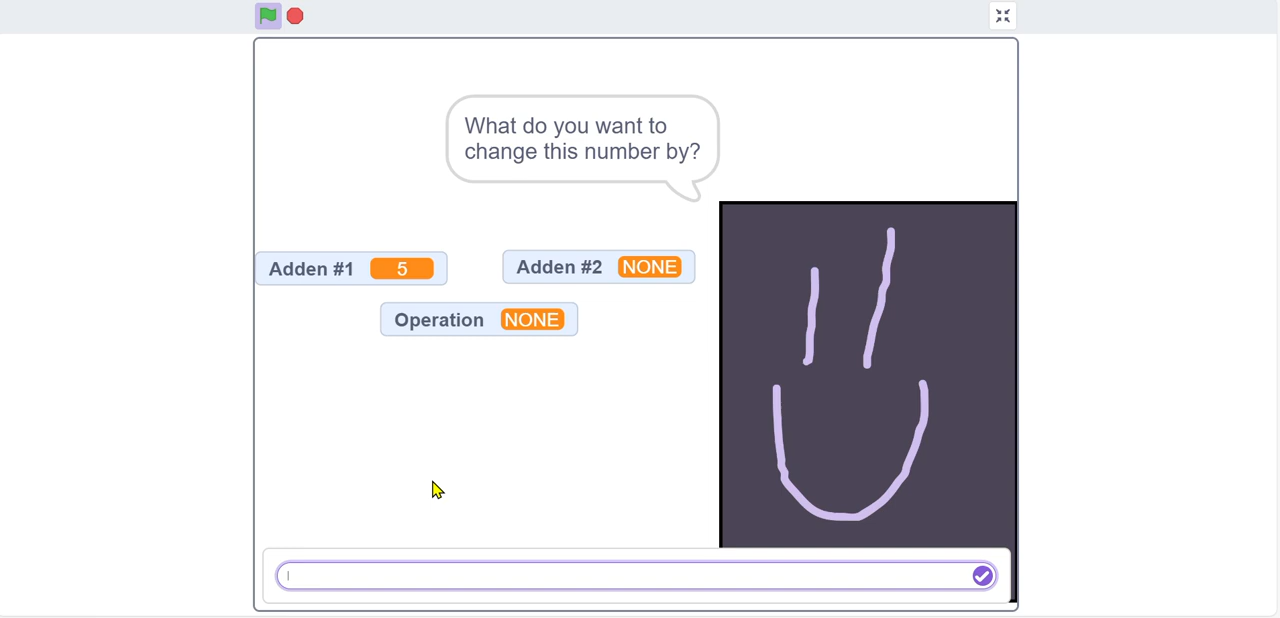 What do you want to
change this number by?
Adden #1 5
Adden #2 NONE
Operation NONE